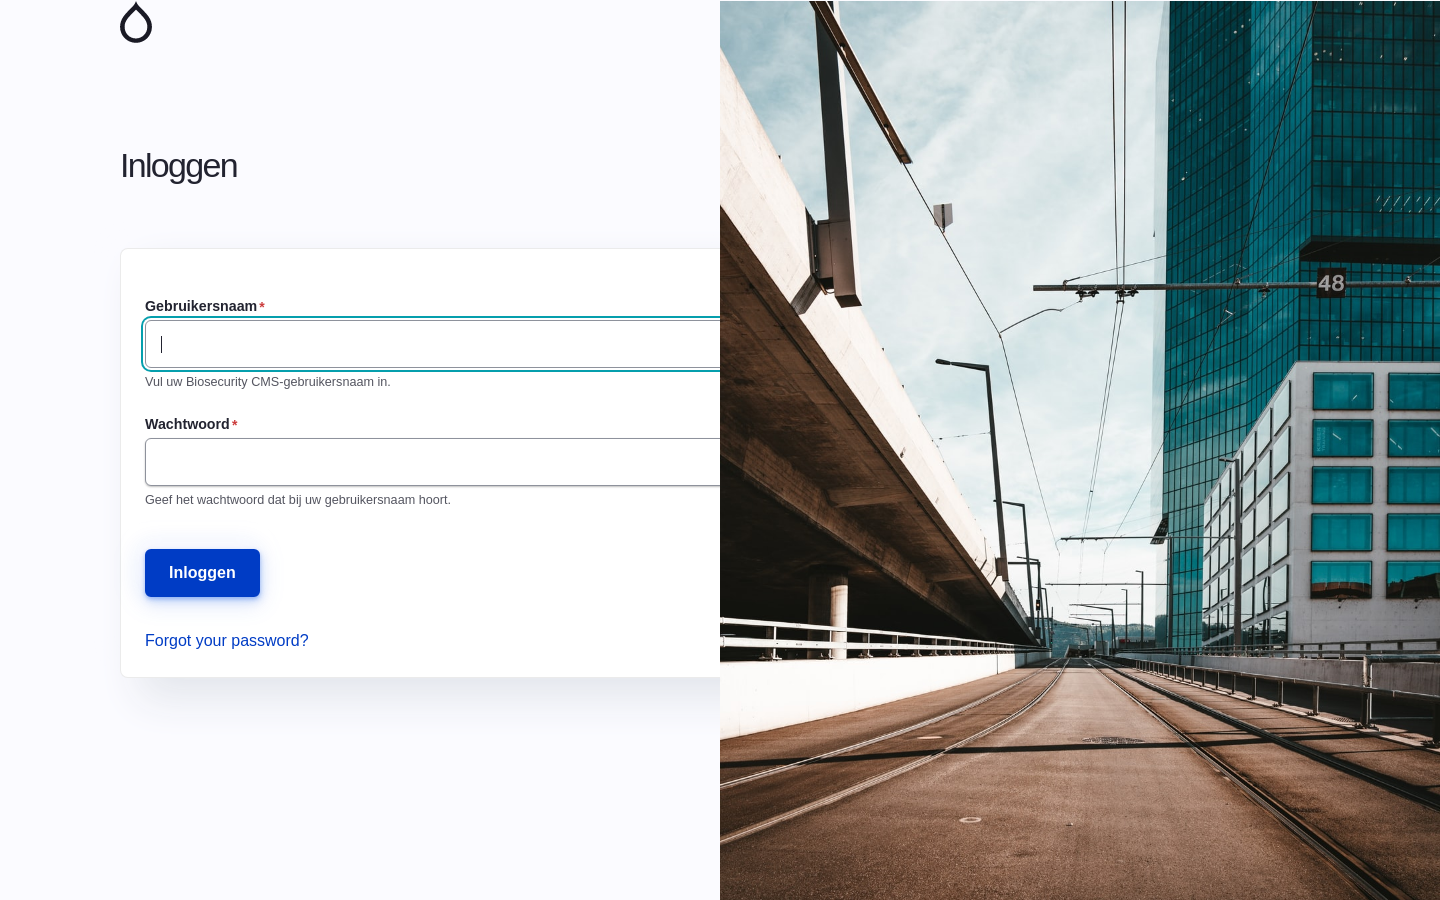 Inloggen
Gebruikersnaam*
Vul uw Biosecurity CMS-gebruikersnaam in.
Wachtwoord*
Geef het wachtwoord dat bij uw gebruikersnaam hoort.
Inloggen
Forgot your password?
48